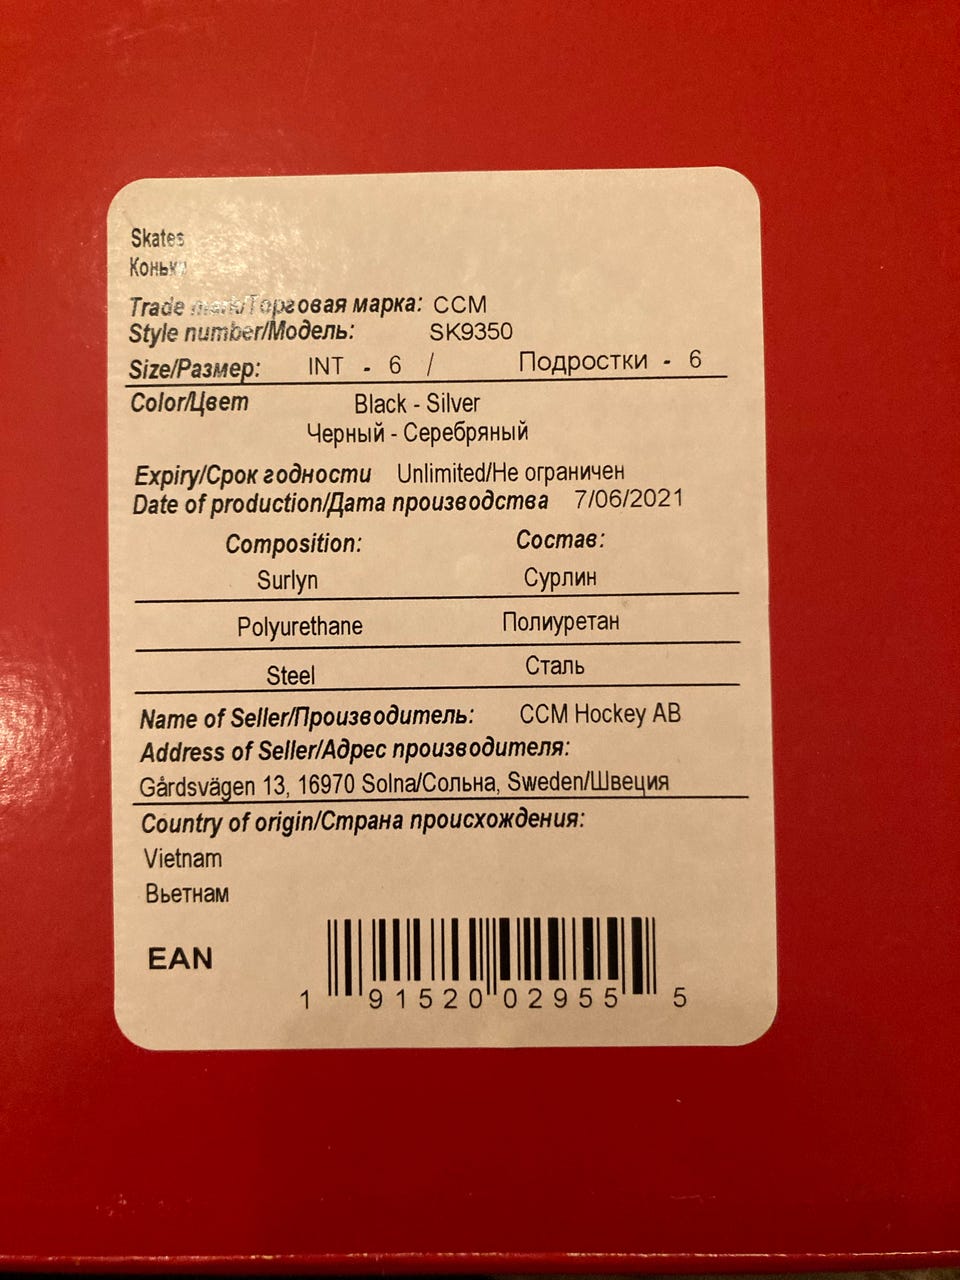 Skates
Коньки
Trade mark/Торговая марка: CCM
Style number/Модель: SK9350
Size/Размер: INT - 6 / Подростки - 6
Color/Цвет Black - Silver
Черный - Серебряный
Expiry/Срок годности Unlimited/Не ограничен
Date of production/Дата производства 7/06/2021
Composition: Состав:
Surlyn Сурлин
Polyurethane Полиуретан
Steel Сталь
Name of Seller/Производитель: CCM Hockey AB
Address of Seller/Адрес производителя:
Gårdsvägen 13, 16970 Solna/Сольна, Sweden/Швеция
Country of origin/Страна происхождения:
Vietnam
Вьетнам
EAN
1 91520 02955 5